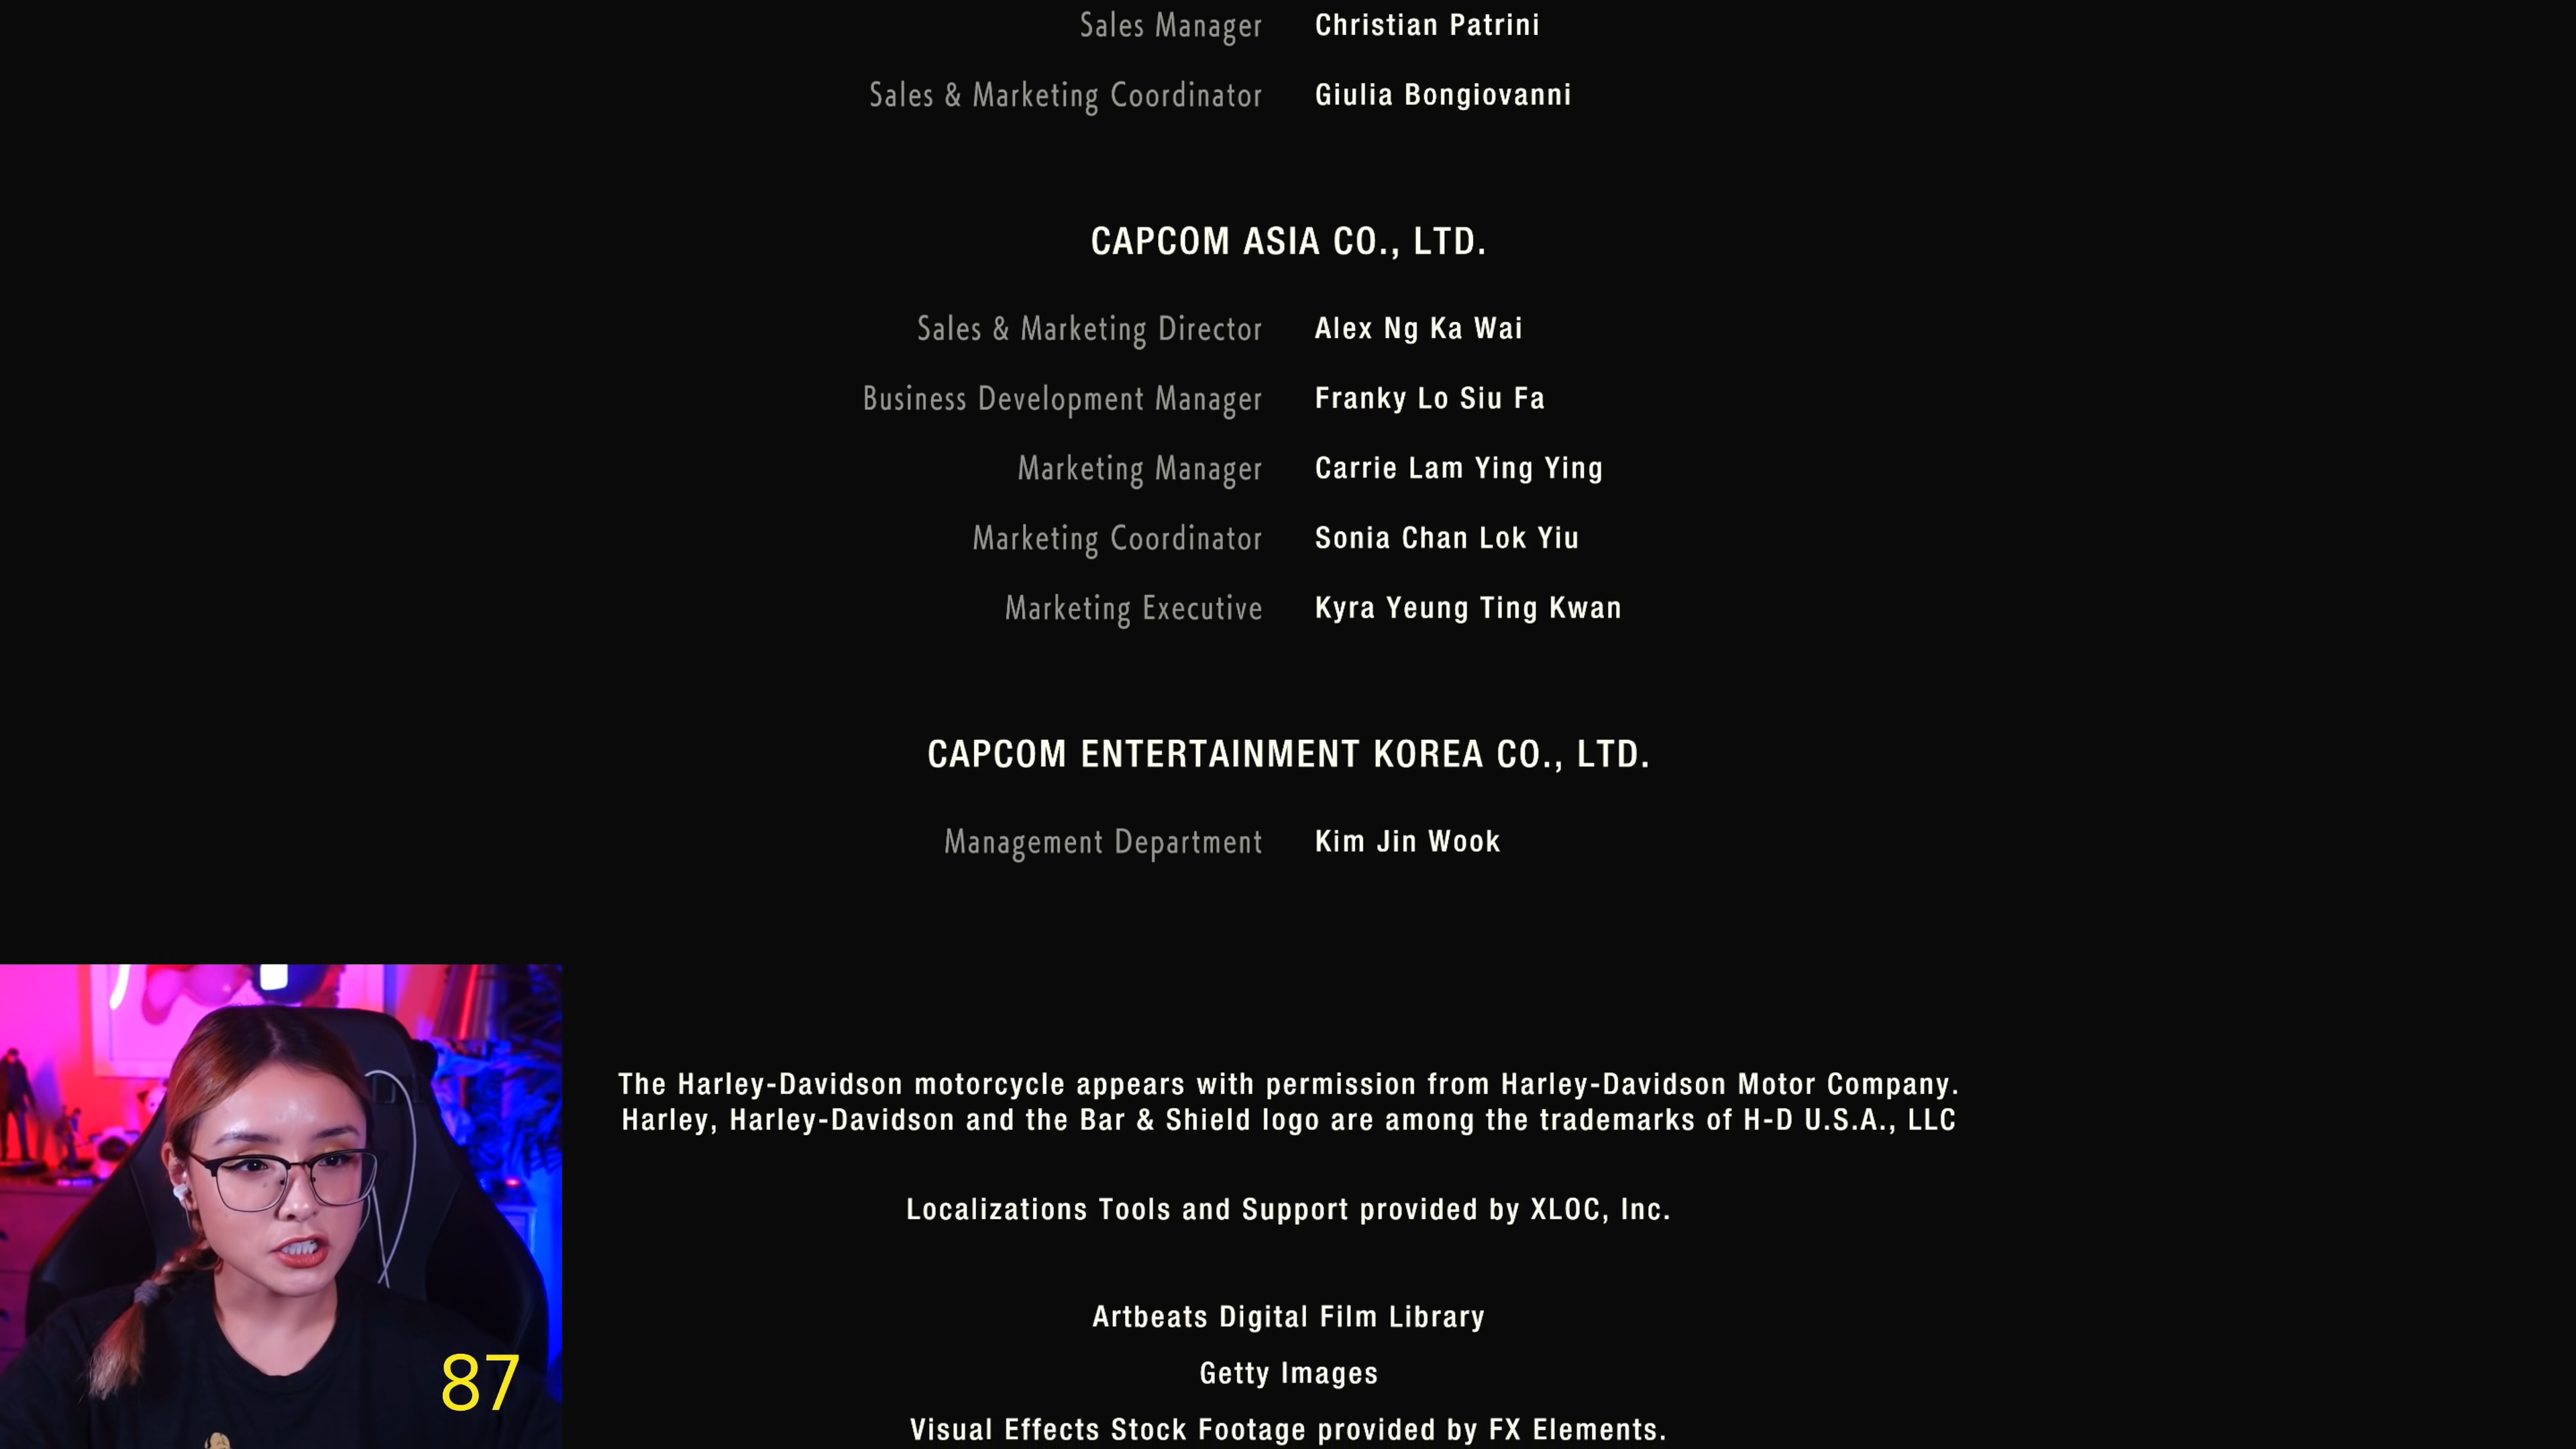 Sales Manager Christian Patrini
Sales & Marketing Coordinator Giulia Bongiovanni
CAPCOM ASIA CO., LTD.
Sales & Marketing Director Alex Ng Ka Wai
Business Development Manager Franky Lo Siu Fa
Marketing Manager Carrie Lam Ying Ying
Marketing Coordinator Sonia Chan Lok Yiu
Marketing Executive Kyra Yeung Ting Kwan
CAPCOM ENTERTAINMENT KOREA CO., LTD.
Management Department Kim Jin Wook
The Harley-Davidson motorcycle appears with permission from Harley-Davidson Motor Company.
Harley, Harley-Davidson and the Bar & Shield logo are among the trademarks of H-D U.S.A., LLC
Localizations Tools and Support provided by XLOC, Inc.
Artbeats Digital Film Library
Getty Images
Visual Effects Stock Footage provided by FX Elements.
87